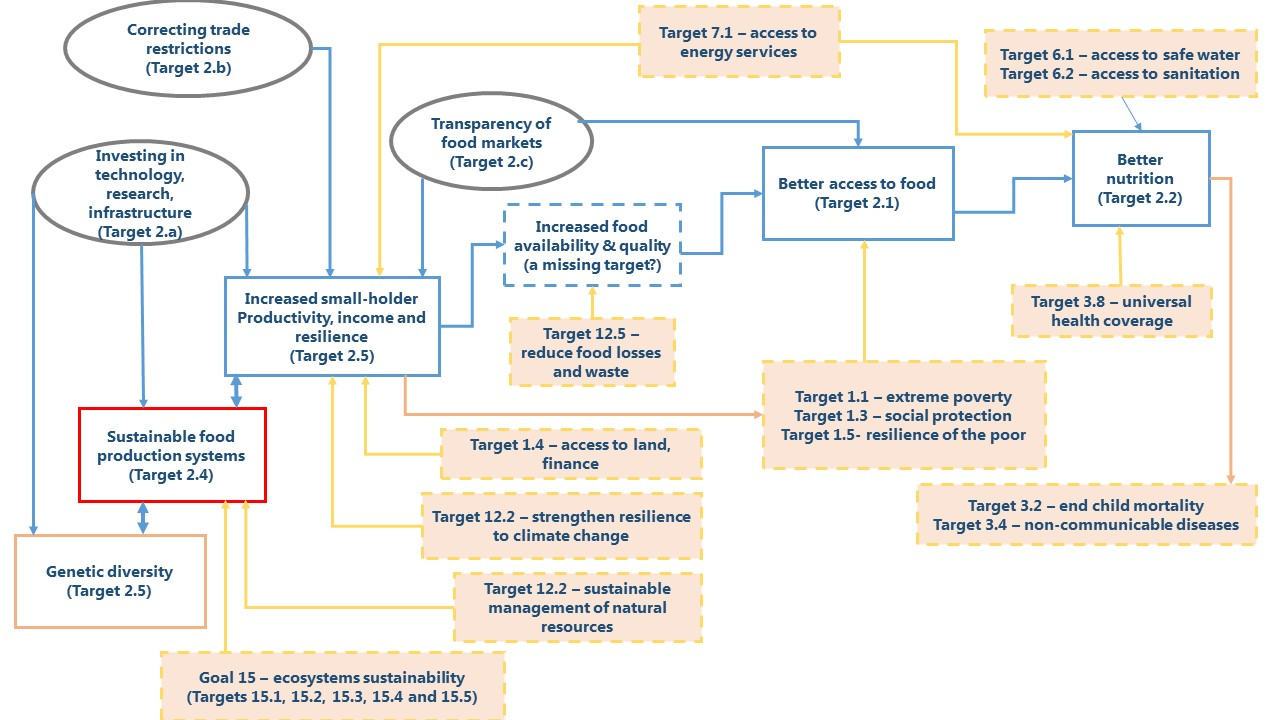 Correcting trade
restrictions
(Target 2.b)
Target 7.1 – access to
energy services
Target 6.1 – access to safe water
Target 6.2 – access to sanitation
Transparency of
food markets
(Target 2.c)
Investing in
technology,
research,
infrastructure
(Target 2.a)
Better access to food
(Target 2.1)
Better
nutrition
(Target 2.2)
Increased food
availability & quality
(a missing target?)
Increased small-holder
Productivity, income and
resilience
(Target 2.5)
Target 12.5 –
reduce food losses
and waste
Target 3.8 – universal
health coverage
Target 1.1 – extreme poverty
Target 1.3 – social protection
Target 1.5- resilience of the poor
Sustainable food
production systems
(Target 2.4)
Target 1.4 – access to land,
finance
Target 12.2 – strengthen resilience
to climate change
Target 3.2 – end child mortality
Target 3.4 – non-communicable diseases
Genetic diversity
(Target 2.5)
Target 12.2 – sustainable
management of natural
resources
Goal 15 – ecosystems sustainability
(Targets 15.1, 15.2, 15.3, 15.4 and 15.5)